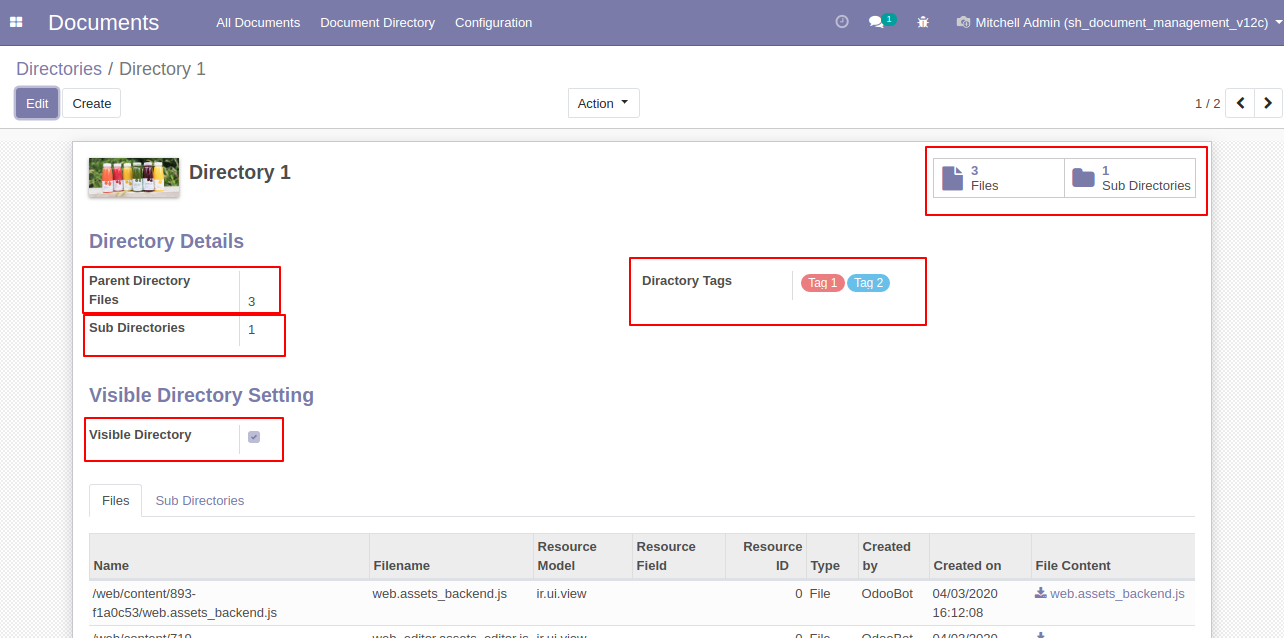 Documents All Documents Document Directory Configuration 1 Mitchell Admin (sh_document_management_v12c)
Directories / Directory 1
Edit Create Action 1 / 2
Directory 1
3 Files
1 Sub Directories
Directory Details
Parent Directory
Files 3
Sub Directories 1
Diractory Tags Tag 1 Tag 2
Visible Directory Setting
Visible Directory
Files Sub Directories
Name Filename Resource Model Resource Field Resource ID Type Created by Created on File Content
/web/content/893-f1a0c53/web.assets_backend.js web.assets_backend.js ir.ui.view 0 File OdooBot 04/03/2020 16:12:08 web.assets_backend.js
/web/content/719- web_editor.assets_editor.js ir.ui.view 0 File OdooBot 04/03/2020